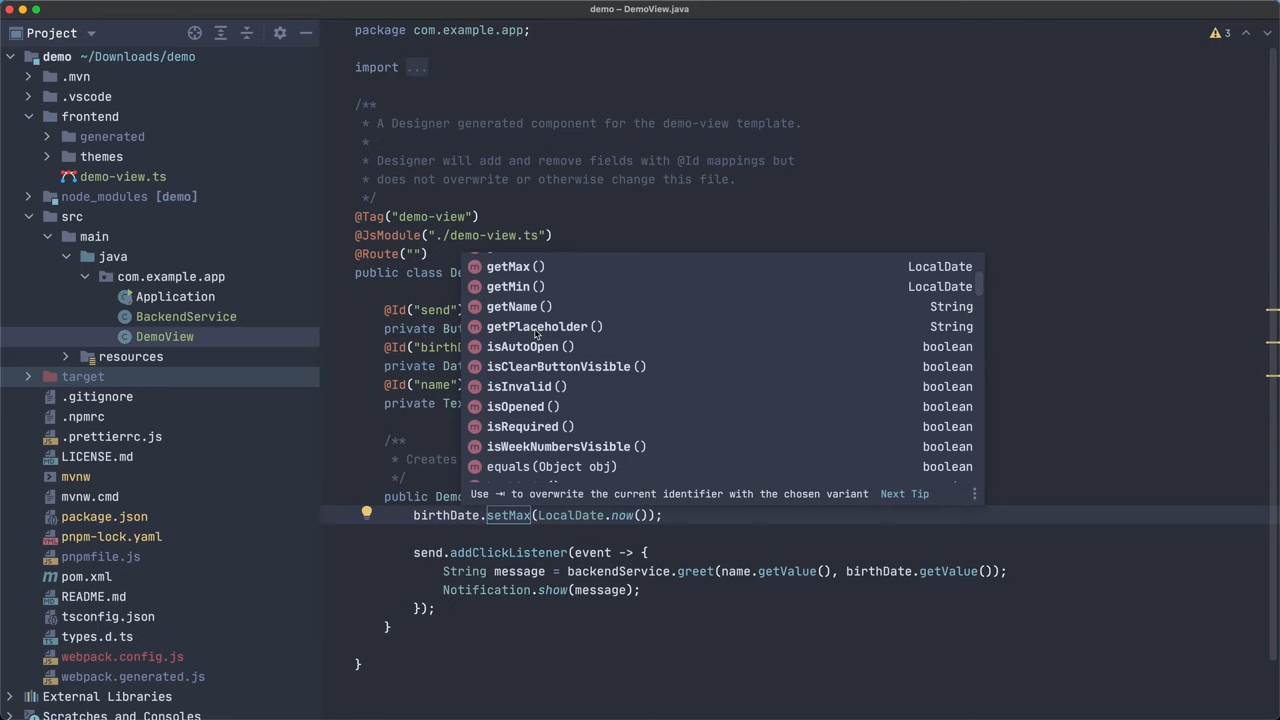 demo – DemoView.java
Project
demo ~/Downloads/demo
.mvn
.vscode
frontend
generated
themes
demo-view.ts
node_modules [demo]
src
main
java
com.example.app
Application
BackendService
DemoView
resources
target
.gitignore
.npmrc
.prettierrc.js
LICENSE.md
mvnw
mvnw.cmd
package.json
pnpm-lock.yaml
pnpmfile.js
pom.xml
README.md
tsconfig.json
types.d.ts
webpack.config.js
webpack.generated.js
External Libraries
Scratches and Consoles
3
package com.example.app;
import ...
/**
* A Designer generated component for the demo-view template.
*
* Designer will add and remove fields with @Id mappings but
* does not overwrite or otherwise change this file.
*/
@Tag("demo-view")
@JsModule("./demo-view.ts")
@Route("")
public class De
@Id("send")
private But
@Id("birthD
private Dat
@Id("name")
private Tex
/**
* Creates
*/
public Demo
getMax() LocalDate
getMin() LocalDate
getName() String
getPlaceholder() String
isAutoOpen() boolean
isClearButtonVisible() boolean
isInvalid() boolean
isOpened() boolean
isRequired() boolean
isWeekNumbersVisible() boolean
equals(Object obj) boolean
Use ⇥ to overwrite the current identifier with the chosen variant Next Tip
birthDate.setMax(LocalDate.now());
send.addClickListener(event -> {
String message = backendService.greet(name.getValue(), birthDate.getValue());
Notification.show(message);
});
}
}